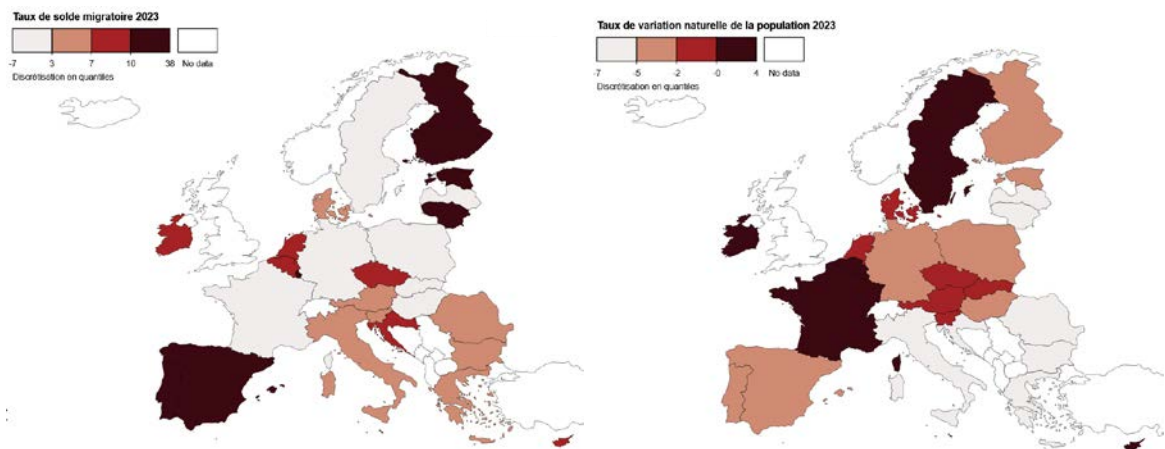 Taux de solde migratoire 2023
-7 3 7 10 38 No data
Discrétisation en quantiles
Taux de variation naturelle de la population 2023
-7 -5 -2 -0 4 No data
Discrétisation en quantiles